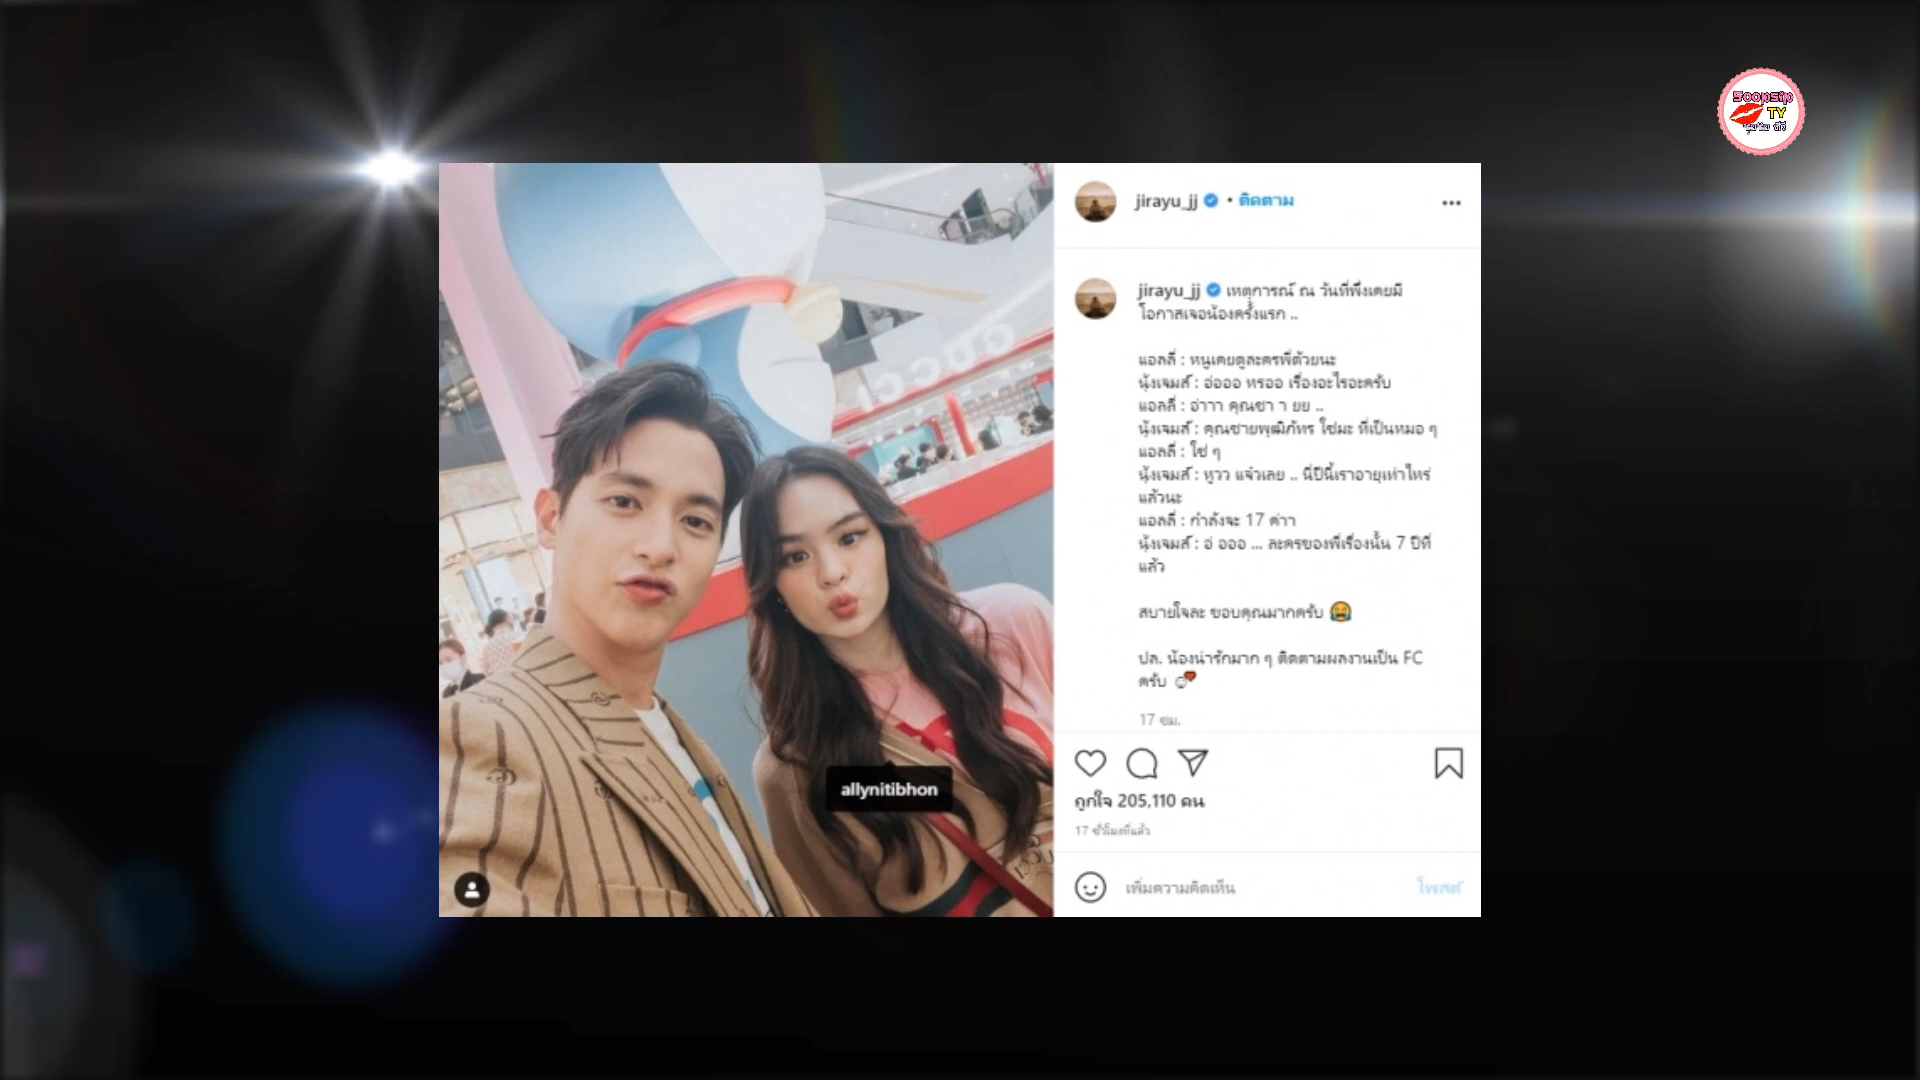 Soopsip
TV
ซุบซิบ ทีวี
jirayu_jj • ติดตาม
jirayu_jj เหตุการณ์ ณ วันที่พึ่งเคยมี
โอกาสเจอน้องครั้งแรก ..
แอลลี่ : หนูเคยดูละครพี่ด้วยนะ
นุ้งเจมส์ : อ๋อออ หรออ เรื่องอะไรอะครับ
แอลลี่ : อ่าาา คุณชา า ยย ..
นุ้งเจมส์ : คุณชายพุฒิภัทร ใช่มะ ที่เป็นหมอ ๆ
แอลลี่ : ใช่ ๆ
นุ้งเจมส์ : หูวว แจ๋วเลย .. นี่ปีนี้เราอายุเท่าไหร่
แล้วนะ
แอลลี่ : กำลังจะ 17 ค่าา
นุ้งเจมส์ : อ๋ ออออ ... ละครของพี่เรื่องนั้น 7 ปีที่
แล้ว
สบายใจละ ขอบคุณมากครับ 😭
ปล. น้องน่ารักมาก ๆ ติดตามผลงานเป็น FC
ครับ
17 ชม.
allynitibhon
ถูกใจ 205,110 คน
17 ชั่วโมงที่แล้ว
เพิ่มความคิดเห็น
โพสต์